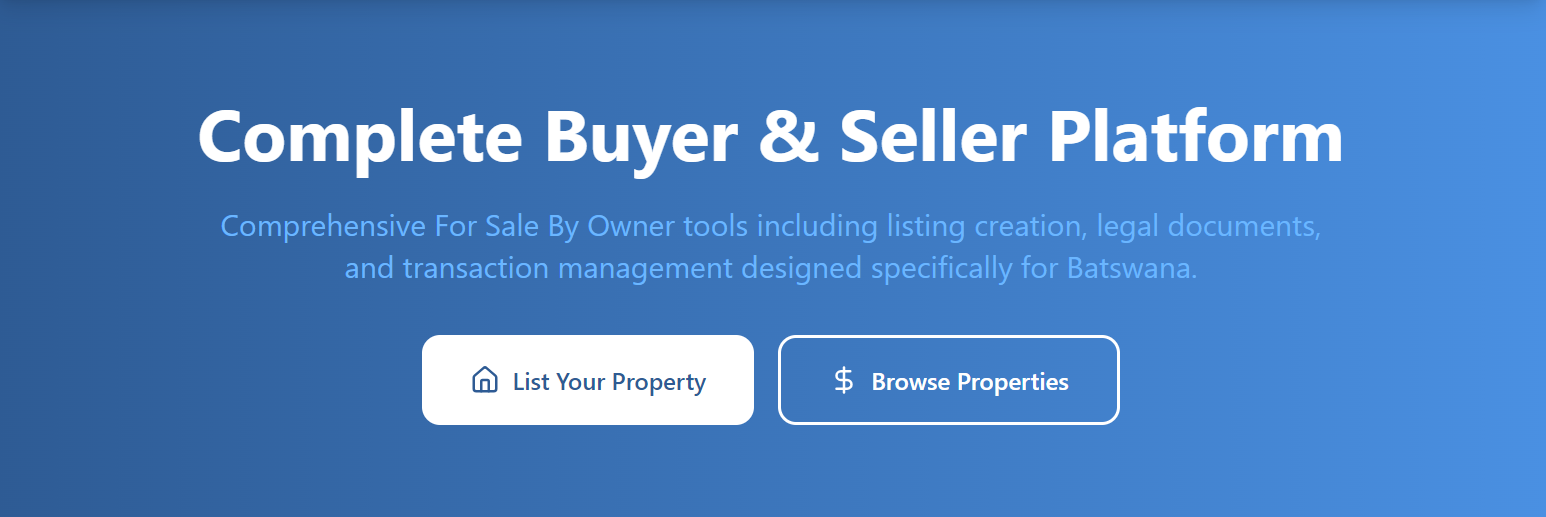 Complete Buyer & Seller Platform
Comprehensive For Sale By Owner tools including listing creation, legal documents,
and transaction management designed specifically for Batswana.
List Your Property
Browse Properties